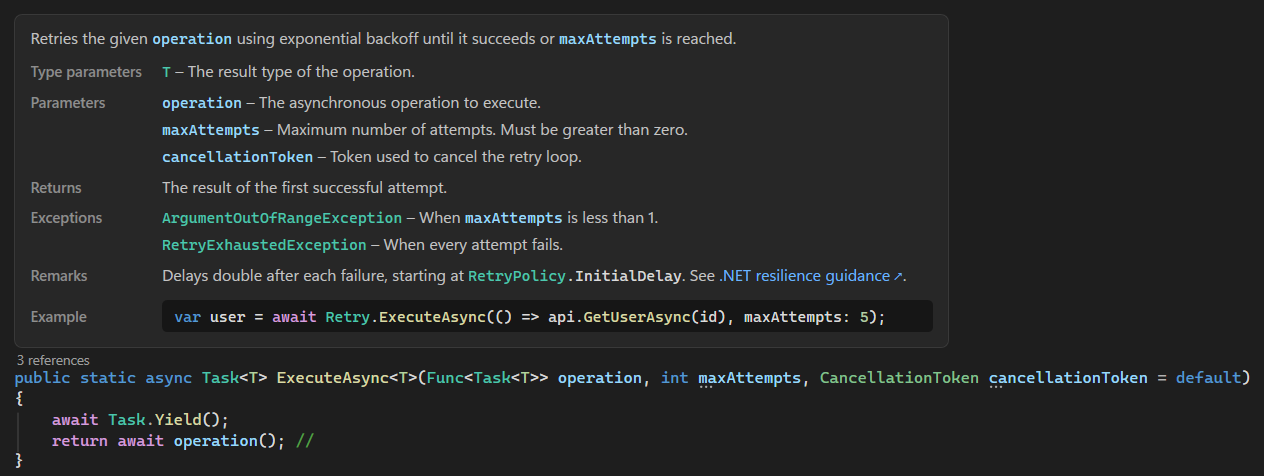 Retries the given operation using exponential backoff until it succeeds or maxAttempts is reached.
Type parameters T – The result type of the operation.
Parameters operation – The asynchronous operation to execute.
maxAttempts – Maximum number of attempts. Must be greater than zero.
cancellationToken – Token used to cancel the retry loop.
Returns The result of the first successful attempt.
Exceptions ArgumentOutOfRangeException – When maxAttempts is less than 1.
RetryExhaustedException – When every attempt fails.
Remarks Delays double after each failure, starting at RetryPolicy.InitialDelay. See .NET resilience guidance↗.
Example var user = await Retry.ExecuteAsync(() => api.GetUserAsync(id), maxAttempts: 5);
3 references
public static async Task<T> ExecuteAsync<T>(Func<Task<T>> operation, int maxAttempts, CancellationToken cancellationToken = default)
{
    await Task.Yield();
    return await operation(); //
}